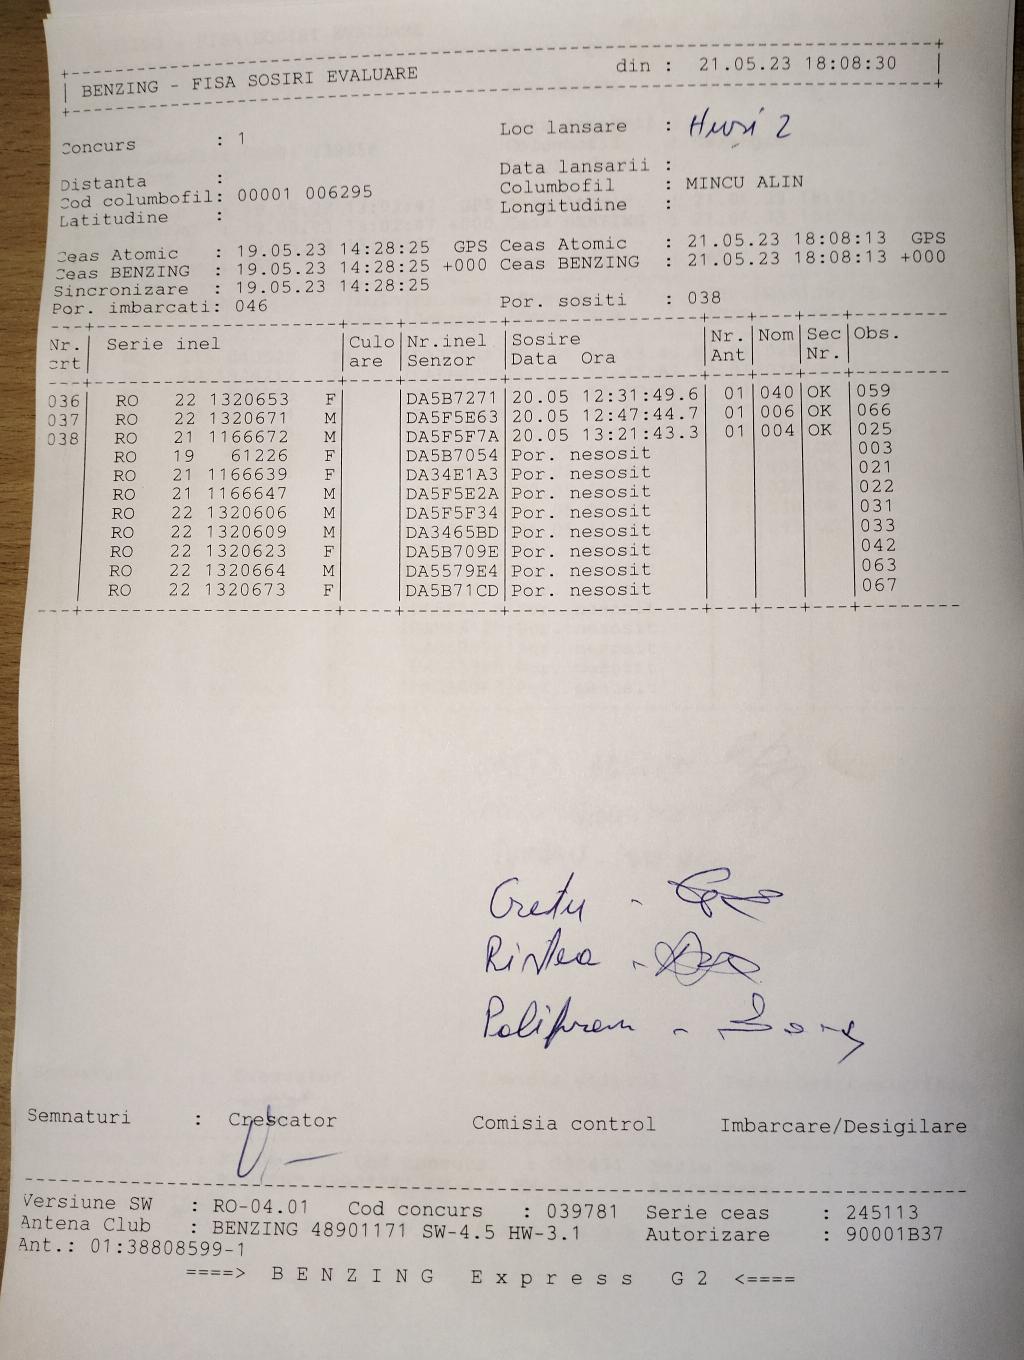 BENZING - FISA SOSIRI EVALUARE din : 21.05.23 18:08:30
Concurs : 1 Loc lansare : Husi 2
Distanta : Data lansarii :
Cod columbofil: 00001 006295 Columbofil : MINCU ALIN
Latitudine : Longitudine :
Ceas Atomic : 19.05.23 14:28:25 GPS Ceas Atomic : 21.05.23 18:08:13 GPS
Ceas BENZING : 19.05.23 14:28:25 +000 Ceas BENZING : 21.05.23 18:08:13 +000
Sincronizare : 19.05.23 14:28:25
Por. imbarcati: 046 Por. sositi : 038
Nr. Serie inel Culo Nr.inel Sosire Nr. Nom Sec Obs.
crt are Senzor Data Ora Ant Nr.
036 RO 22 1320653 F DA5B7271 20.05 12:31:49.6 01 040 OK 059
037 RO 22 1320671 M DA5F5E63 20.05 12:47:44.7 01 006 OK 066
038 RO 21 1166672 M DA5F5F7A 20.05 13:21:43.3 01 004 OK 025
RO 19 61226 F DA5B7054 Por. nesosit 003
RO 21 1166639 F DA34E1A3 Por. nesosit 021
RO 21 1166647 M DA5F5E2A Por. nesosit 022
RO 22 1320606 M DA5F5F34 Por. nesosit 031
RO 22 1320609 M DA3465BD Por. nesosit 033
RO 22 1320623 F DA5B709E Por. nesosit 042
RO 22 1320664 M DA5579E4 Por. nesosit 063
RO 22 1320673 F DA5B71CD Por. nesosit 067
Cretu -
Ristea -
Semnaturi : Crescator Comisia control Imbarcare/Desigilare
Versiune SW : RO-04.01 Cod concurs : 039781 Serie ceas : 245113
Antena Club : BENZING 48901171 SW-4.5 HW-3.1 Autorizare : 90001B37
Ant.: 01:38808599-1
====> B E N Z I N G E x p r e s s G 2 <====